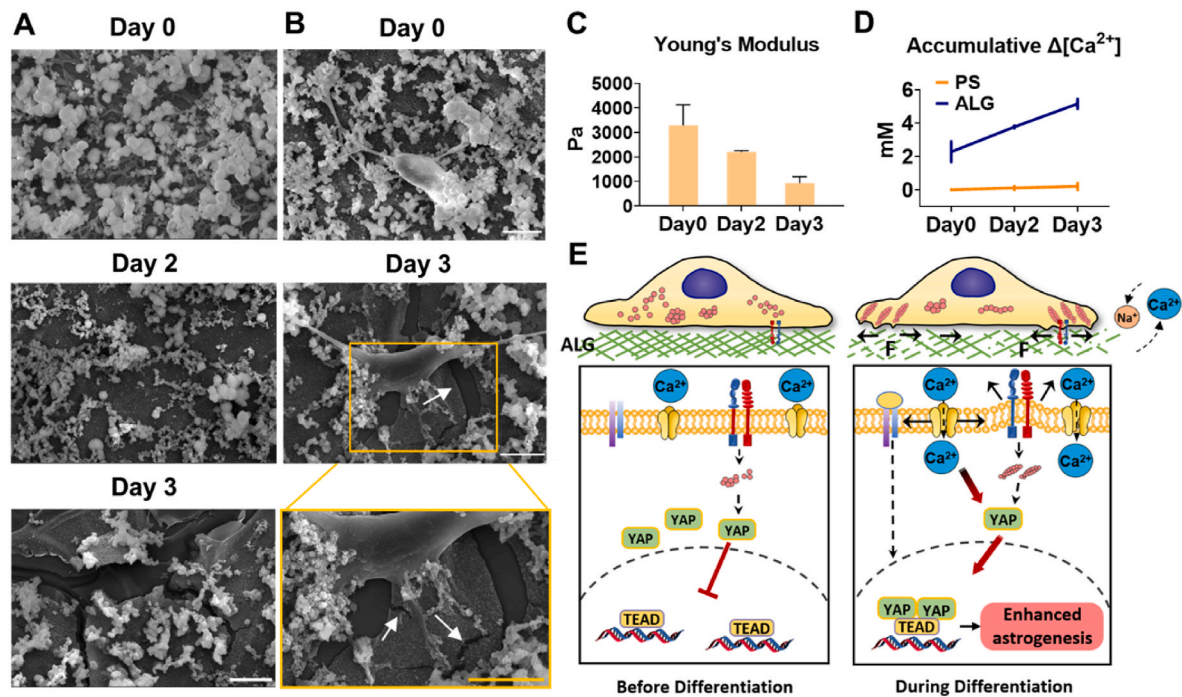 A
Day 0
B
Day 0
Day 2
Day 3
Day 3
C
Young's Modulus
Pa
5000
4000
3000
2000
1000
0
Day0 Day2 Day3
D
Accumulative Δ[Ca²⁺]
PS
ALG
mM
6
4
2
0
Day0 Day2 Day3
E
ALG
F F
Na⁺ Ca²⁺
Ca²⁺ Ca²⁺
YAP
YAP
YAP
TEAD
TEAD
Before Differentiation
Ca²⁺ Ca²⁺
Ca²⁺ Ca²⁺
YAP
YAP YAP
TEAD
Enhanced
astrogenesis
During Differentiation